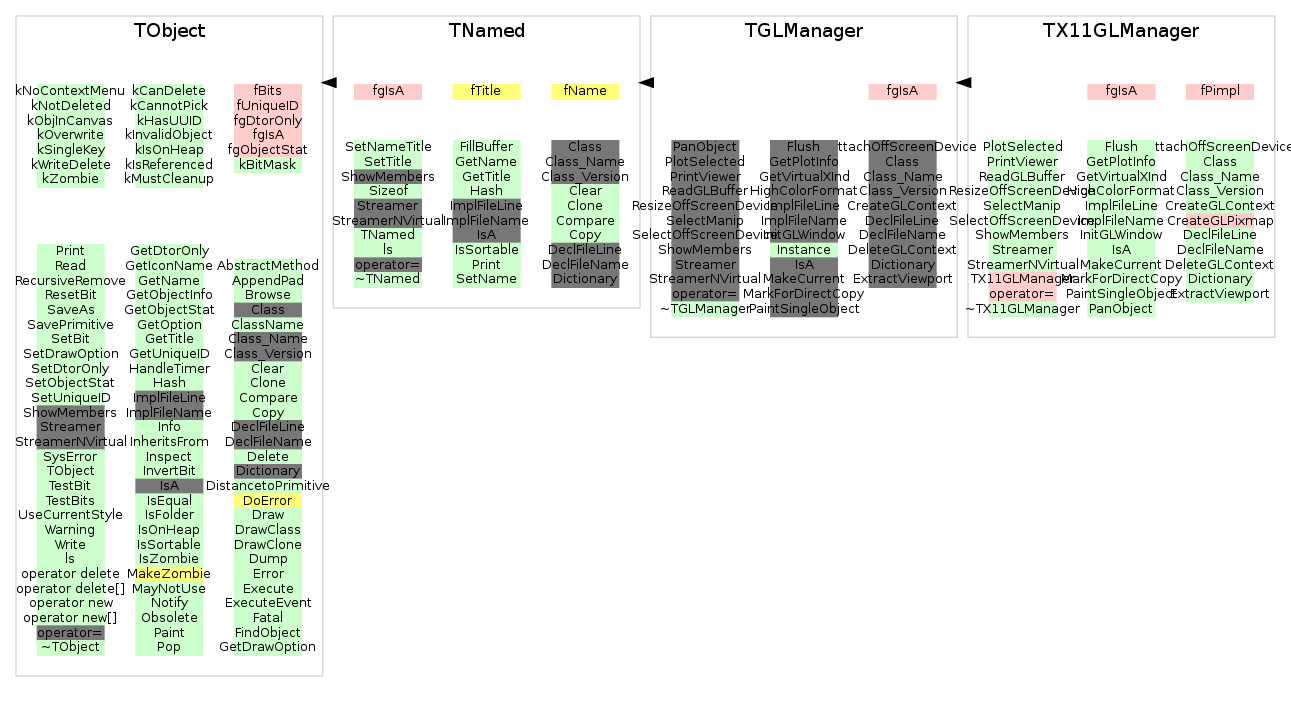 TObject
kNoContextMenu
kNotDeleted
kObjInCanvas
kOverwrite
kSingleKey
kWriteDelete
kZombie
kCanDelete
kCannotPick
kHasUUID
kInvalidObject
kIsOnHeap
kIsReferenced
kMustCleanup
fBits
fUniqueID
fgDtorOnly
fgIsA
fgObjectStat
kBitMask
Print
Read
RecursiveRemove
ResetBit
SaveAs
SavePrimitive
SetBit
SetDrawOption
SetDtorOnly
SetObjectStat
SetUniqueID
ShowMembers
Streamer
StreamerNVirtual
SysError
TObject
TestBit
TestBits
UseCurrentStyle
Warning
Write
ls
operator delete
operator delete[]
operator new
operator new[]
operator=
~TObject
GetDtorOnly
GetIconName
GetName
GetObjectInfo
GetObjectStat
GetOption
GetTitle
GetUniqueID
HandleTimer
Hash
ImplFileLine
ImplFileName
Info
InheritsFrom
Inspect
InvertBit
IsA
IsEqual
IsFolder
IsOnHeap
IsSortable
IsZombie
MakeZombie
MayNotUse
Notify
Obsolete
Paint
Pop
AbstractMethod
AppendPad
Browse
Class
ClassName
Class_Name
Class_Version
Clear
Clone
Compare
Copy
DeclFileLine
DeclFileName
Delete
Dictionary
DistancetoPrimitive
DoError
Draw
DrawClass
DrawClone
Dump
Error
Execute
ExecuteEvent
Fatal
FindObject
GetDrawOption
TNamed
fgIsA
fTitle
fName
SetNameTitle
SetTitle
ShowMembers
Sizeof
Streamer
StreamerNVirtual
TNamed
ls
operator=
~TNamed
FillBuffer
GetName
GetTitle
Hash
ImplFileLine
ImplFileName
IsA
IsSortable
Print
SetName
Class
Class_Name
Class_Version
Clear
Clone
Compare
Copy
DeclFileLine
DeclFileName
Dictionary
TGLManager
fgIsA
PanObject
PlotSelected
PrintViewer
ReadGLBuffer
ResizeOffScreenDevice
SelectManip
SelectOffScreenDevice
ShowMembers
Streamer
StreamerNVirtual
operator=
~TGLManager
Flush
GetPlotInfo
GetVirtualXInd
HighColorFormat
ImplFileLine
ImplFileName
InitGLWindow
Instance
IsA
MakeCurrent
MarkForDirectCopy
PaintSingleObject
ttachOffScreenDevice
Class
Class_Name
Class_Version
CreateGLContext
DeclFileLine
DeclFileName
DeleteGLContext
Dictionary
ExtractViewport
TX11GLManager
fgIsA
fPimpl
PlotSelected
PrintViewer
ReadGLBuffer
ResizeOffScreenDevice
SelectManip
SelectOffScreenDevice
ShowMembers
Streamer
StreamerNVirtual
TX11GLManager
operator=
~TX11GLManager
Flush
GetPlotInfo
GetVirtualXInd
HighColorFormat
ImplFileLine
ImplFileName
InitGLWindow
IsA
MakeCurrent
MarkForDirectCopy
PaintSingleObject
PanObject
ttachOffScreenDevice
Class
Class_Name
Class_Version
CreateGLContext
CreateGLPixmap
DeclFileLine
DeclFileName
DeleteGLContext
Dictionary
ExtractViewport